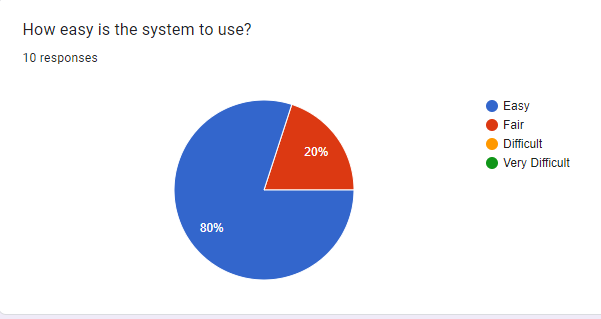 How easy is the system to use?
10 responses
Easy
Fair
Difficult
Very Difficult
20%
80%